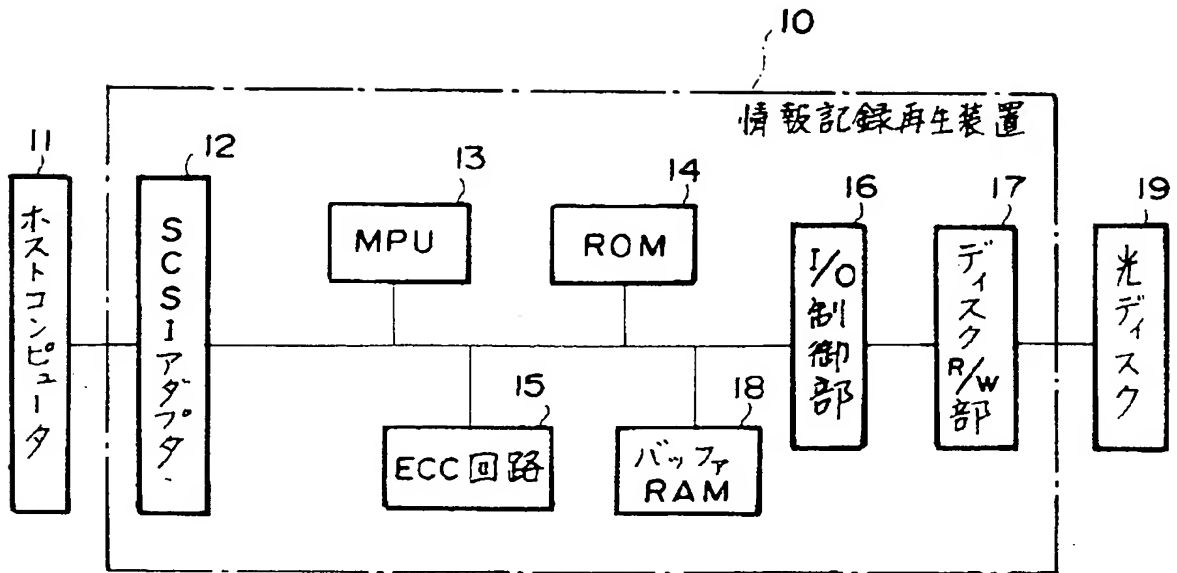 10
情報記録再生装置
11
ホストコンピュータ
12
SCSIアダプタ
13
MPU
14
ROM
15
ECC回路
18
バッファ
RAM
16
I/O制御部
17
ディスクR/W部
19
光ディスク